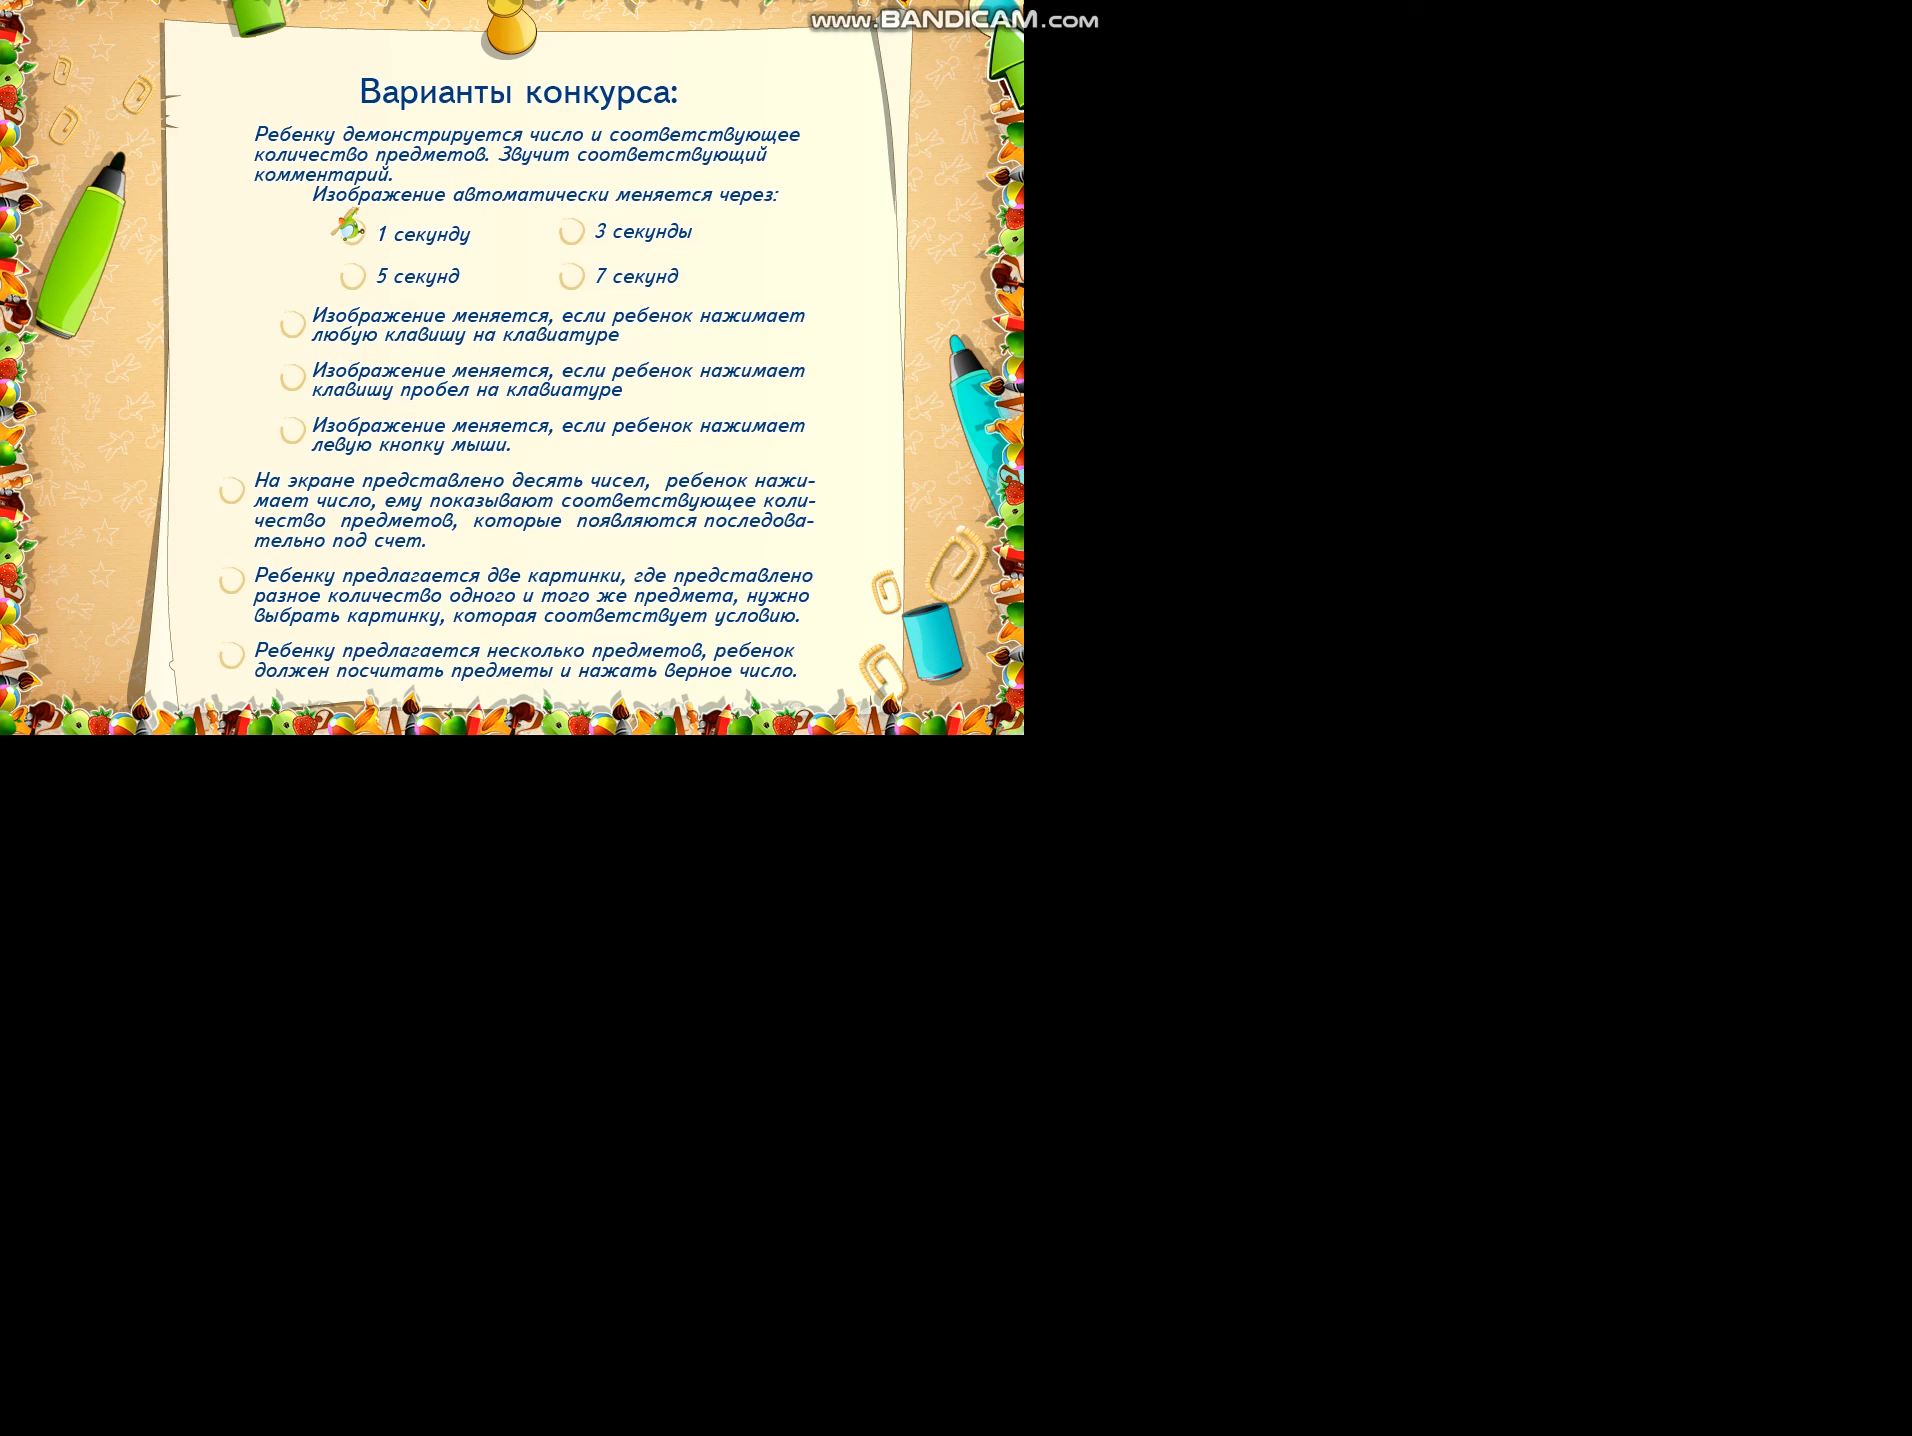 www.BANDICAM.com
Варианты конкурса:
Ребенку демонстрируется число и соответствующее
количество предметов. Звучит соответствующий
комментарий.
Изображение автоматически меняется через:
1 секунду
3 секунды
5 секунд
7 секунд
Изображение меняется, если ребенок нажимает
любую клавишу на клавиатуре
Изображение меняется, если ребенок нажимает
клавишу пробел на клавиатуре
Изображение меняется, если ребенок нажимает
левую кнопку мыши.
На экране представлено десять чисел, ребенок нажи-
мает число, ему показывают соответствующее коли-
чество предметов, которые появляются последова-
тельно под счет.
Ребенку предлагается две картинки, где представлено
разное количество одного и того же предмета, нужно
выбрать картинку, которая соответствует условию.
Ребенку предлагается несколько предметов, ребенок
должен посчитать предметы и нажать верное число.